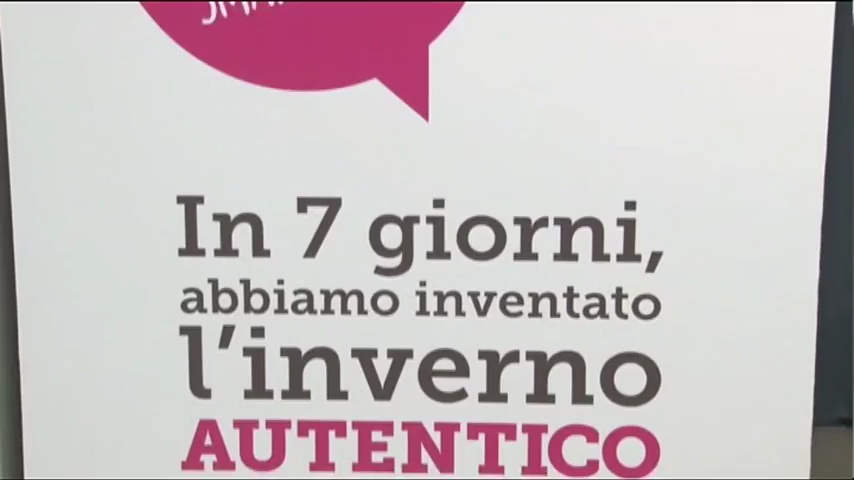 In 7 giorni,
abbiamo inventato
l'inverno
AUTENTICO